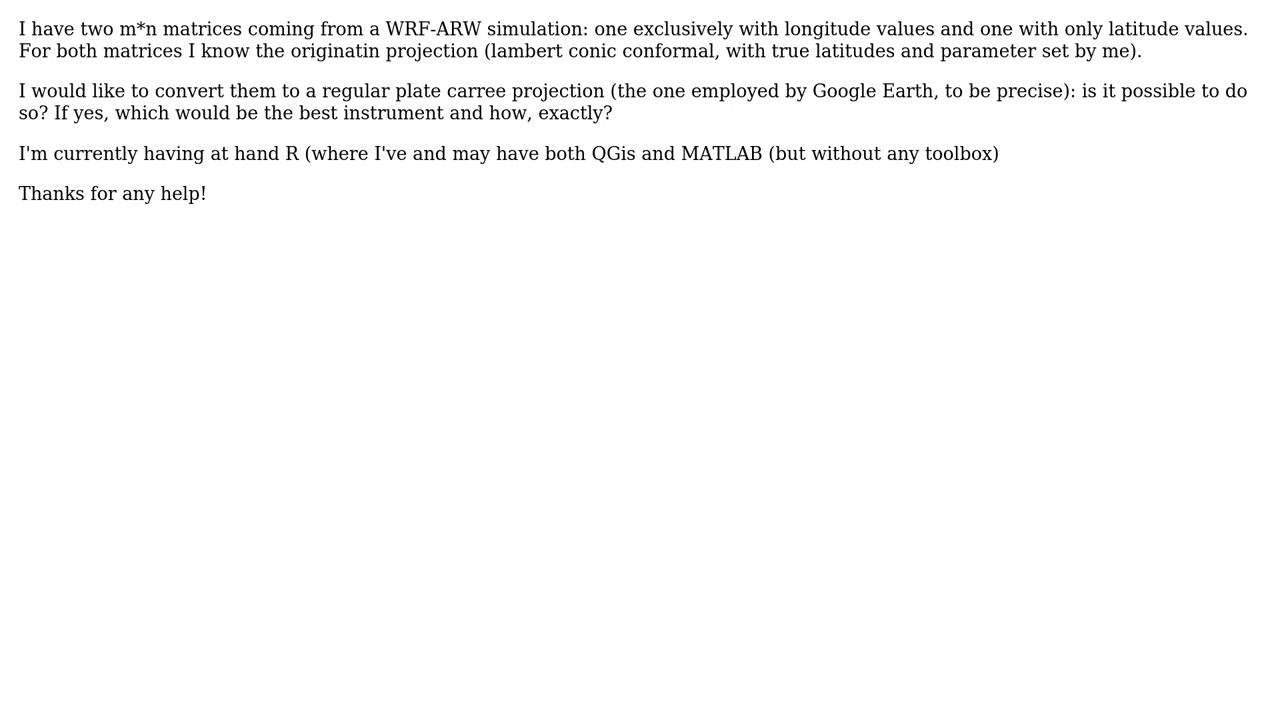 I have two m*n matrices coming from a WRF-ARW simulation: one exclusively with longitude values and one with only latitude values.
For both matrices I know the originatin projection (lambert conic conformal, with true latitudes and parameter set by me).
I would like to convert them to a regular plate carree projection (the one employed by Google Earth, to be precise): is it possible to do
so? If yes, which would be the best instrument and how, exactly?
I'm currently having at hand R (where I've and may have both QGis and MATLAB (but without any toolbox)
Thanks for any help!